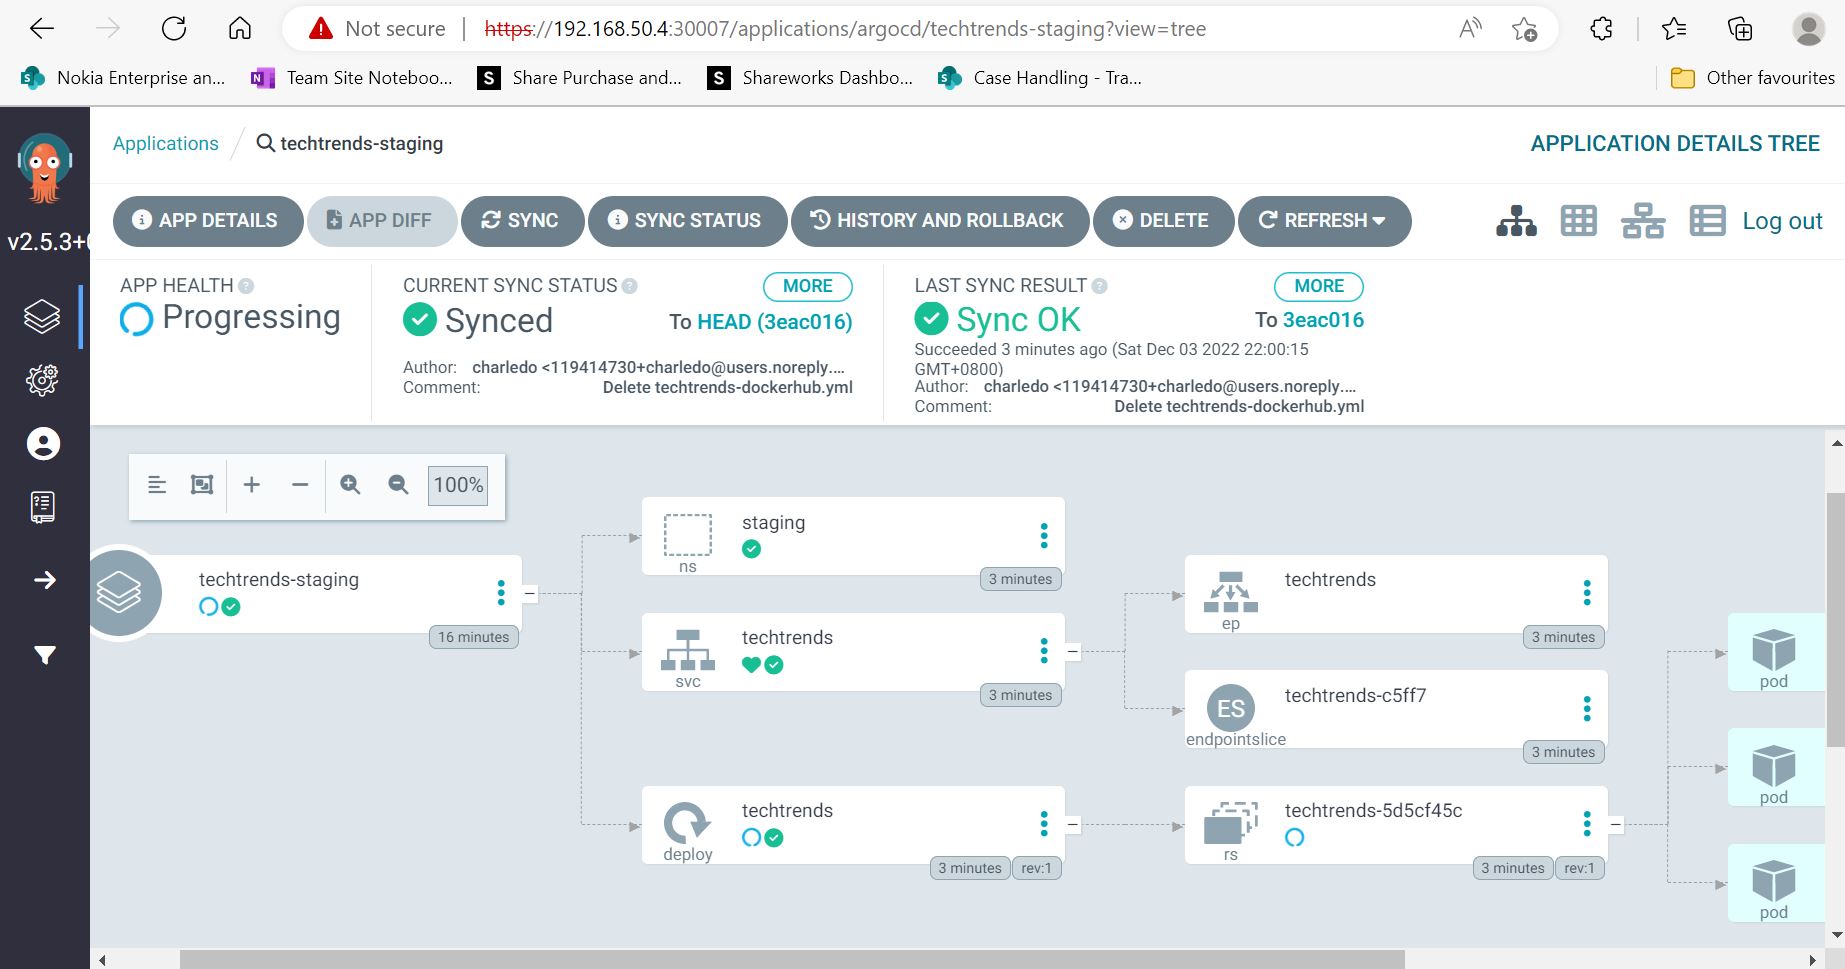 Not secure
https://192.168.50.4:30007/applications/argocd/techtrends-staging?view=tree
Nokia Enterprise an...
Team Site Noteboo...
Share Purchase and...
Shareworks Dashbo...
Case Handling - Tra...
Other favourites
Applications / techtrends-staging
APPLICATION DETAILS TREE
v2.5.3+
APP DETAILS
APP DIFF
SYNC
SYNC STATUS
HISTORY AND ROLLBACK
DELETE
REFRESH
Log out
APP HEALTH
Progressing
CURRENT SYNC STATUS
MORE
Synced
To HEAD (3eac016)
Author: charledo <119414730+charledo@users.noreply....
Comment: Delete techtrends-dockerhub.yml
LAST SYNC RESULT
MORE
Sync OK
To 3eac016
Succeeded 3 minutes ago (Sat Dec 03 2022 22:00:15
GMT+0800)
Author: charledo <119414730+charledo@users.noreply....
Comment: Delete techtrends-dockerhub.yml
100%
techtrends-staging
16 minutes
staging
ns
3 minutes
techtrends
svc
3 minutes
techtrends
deploy
3 minutes
rev:1
techtrends
ep
3 minutes
ES
techtrends-c5ff7
endpointslice
3 minutes
techtrends-5d5cf45c
rs
3 minutes
rev:1
pod
pod
pod